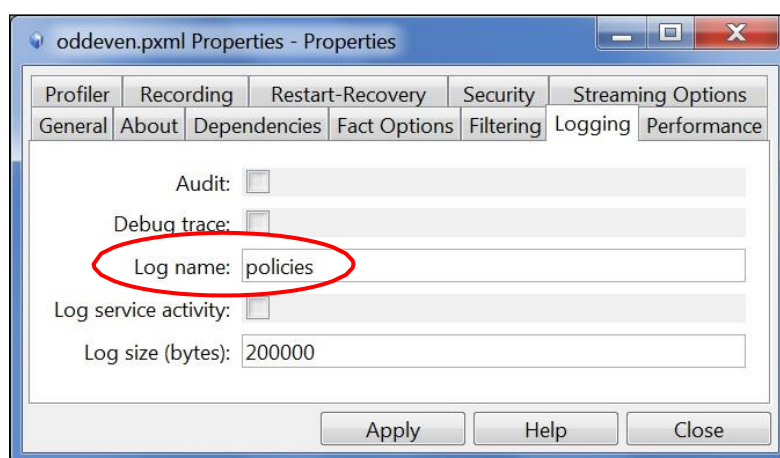 oddeven.pxml Properties - Properties
Profiler Recording Restart-Recovery Security Streaming Options
General About Dependencies Fact Options Filtering Logging Performance
Audit:
Debug trace:
Log name: policies
Log service activity:
Log size (bytes): 200000
Apply Help Close